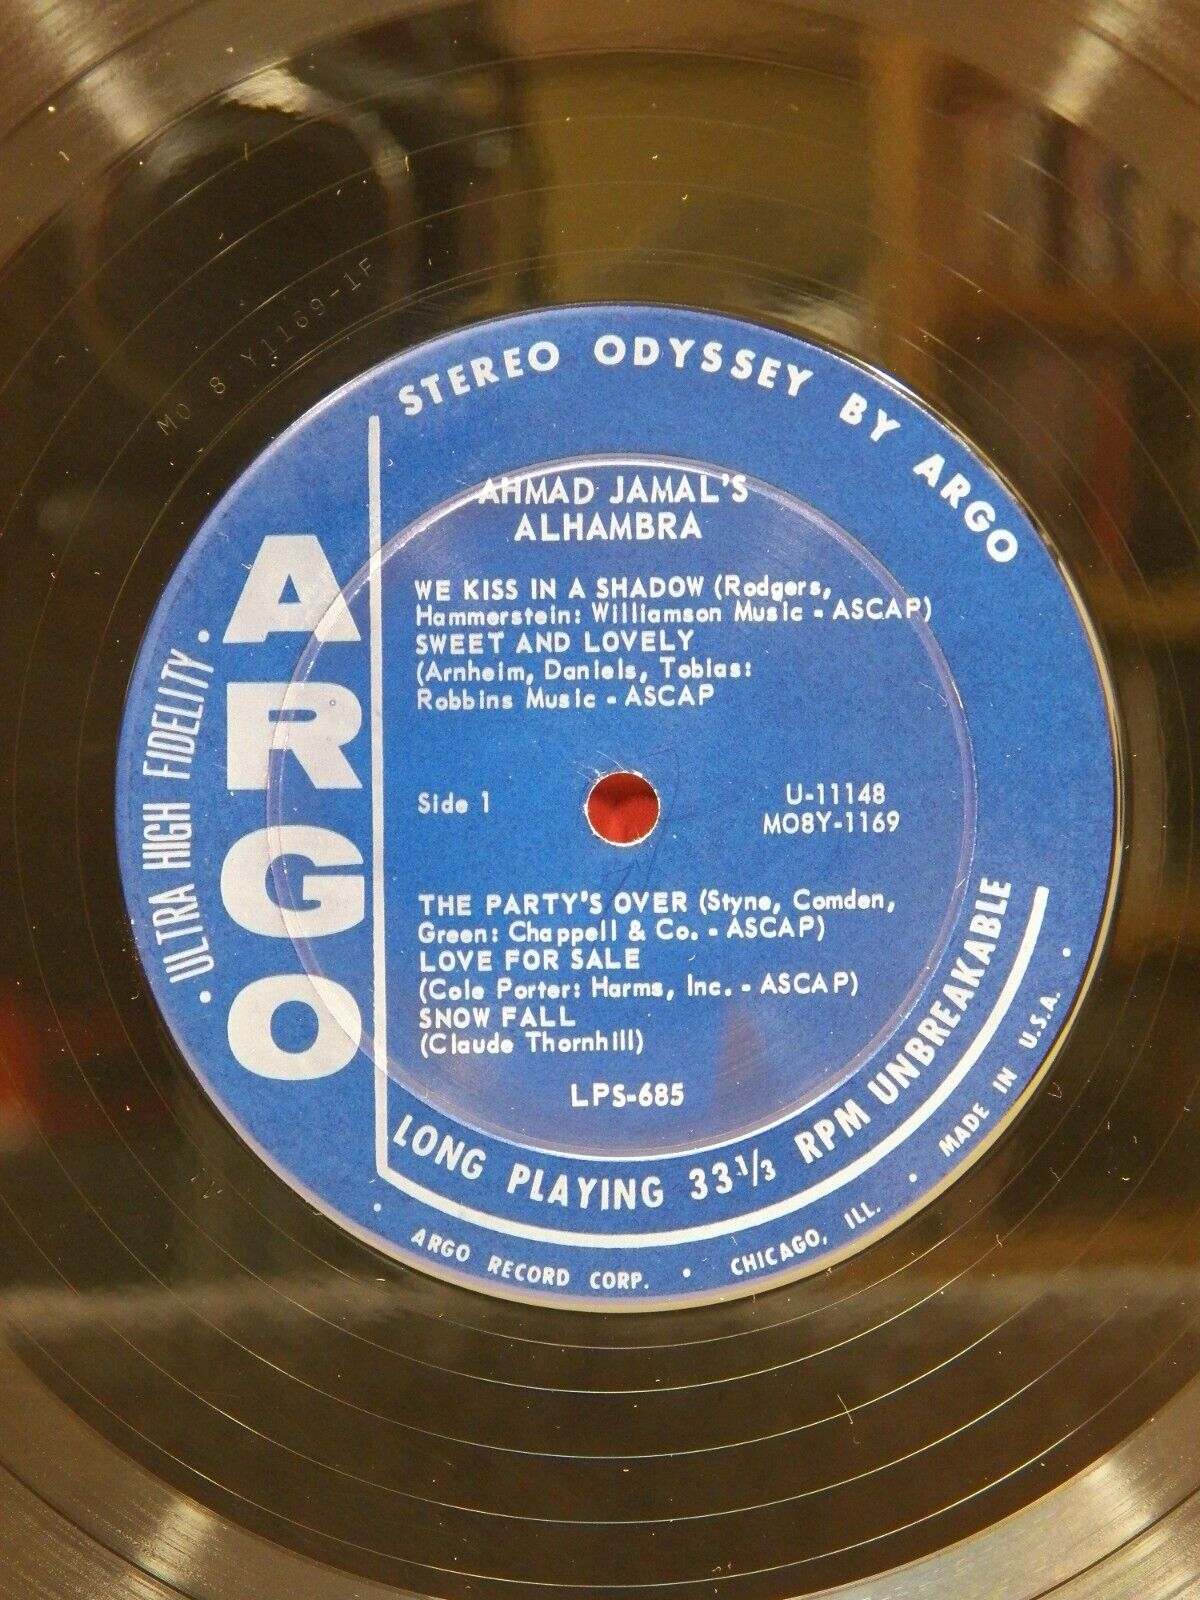 MO 8 Y1169-1F
STEREO ODYSSEY BY ARGO
• ULTRA HIGH FIDELITY •
ARGO
AHMAD JAMAL'S
ALHAMBRA
WE KISS IN A SHADOW (Rodgers,
Hammerstein: Williamson Music - ASCAP)
SWEET AND LOVELY
(Arnheim, Daniels, Tobias:
Robbins Music - ASCAP
Side 1
U-11148
MO8Y-1169
THE PARTY'S OVER (Styne, Comden,
Green: Chappell & Co. - ASCAP)
LOVE FOR SALE
(Cole Porter: Harms, Inc. - ASCAP)
SNOW FALL
(Claude Thornhill)
LPS-685
LONG PLAYING 33 1/3 RPM UNBREAKABLE
• ARGO RECORD CORP. • CHICAGO, ILL. • MADE IN U.S.A. •